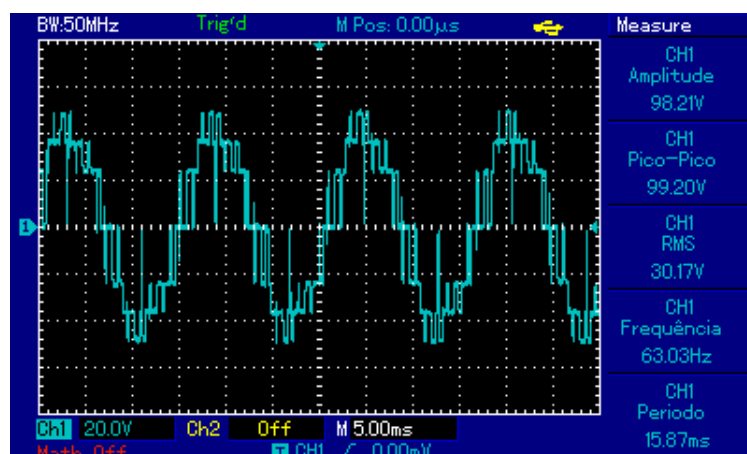 BW:50MHz Trig'd M Pos: 0.00µs Measure
CH1
Amplitude
98.21V
CH1
Pico-Pico
99.20V
CH1
RMS
30.17V
CH1
Frequência
63.03Hz
CH1
Periodo
15.87ms
1
Ch1 20.0V Ch2 Off M 5.00ms
Math Off T CH1 / 0.00mV